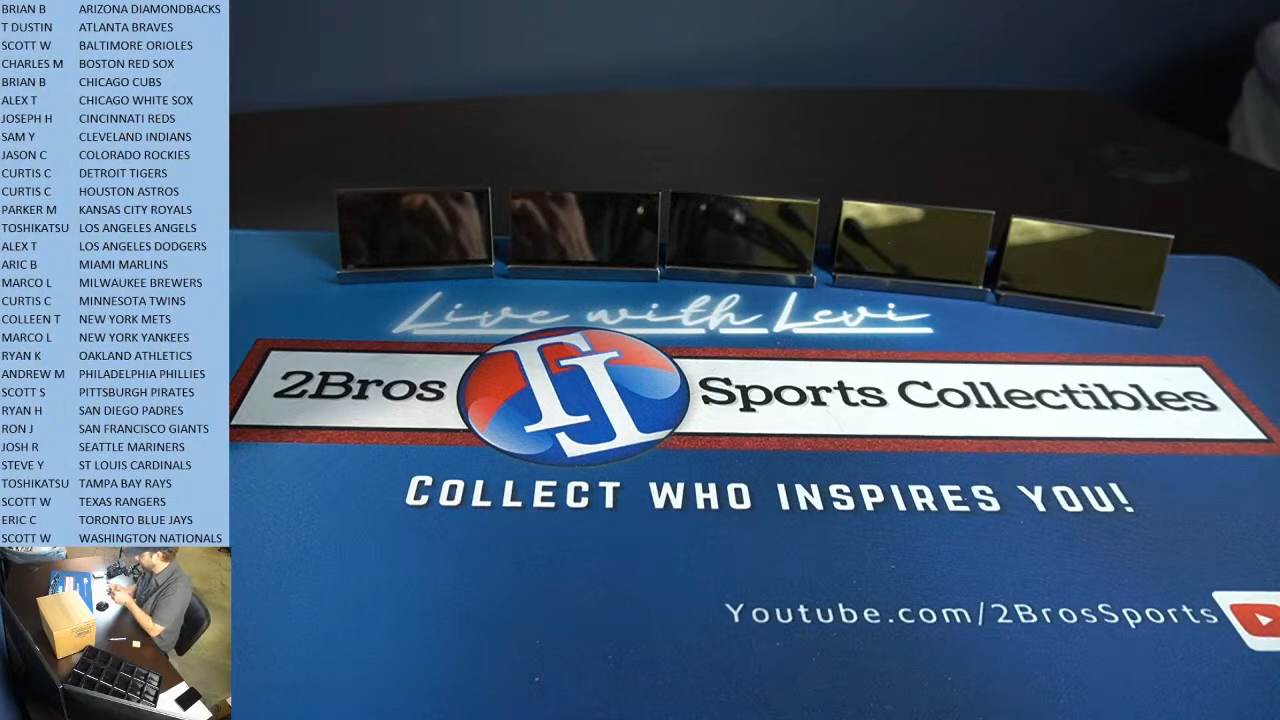 BRIAN B ARIZONA DIAMONDBACKS
T DUSTIN ATLANTA BRAVES
SCOTT W BALTIMORE ORIOLES
CHARLES M BOSTON RED SOX
BRIAN B CHICAGO CUBS
ALEX T CHICAGO WHITE SOX
JOSEPH H CINCINNATI REDS
SAM Y CLEVELAND INDIANS
JASON C COLORADO ROCKIES
CURTIS C DETROIT TIGERS
CURTIS C HOUSTON ASTROS
PARKER M KANSAS CITY ROYALS
TOSHIKATSU LOS ANGELES ANGELS
ALEX T LOS ANGELES DODGERS
ARIC B MIAMI MARLINS
MARCO L MILWAUKEE BREWERS
CURTIS C MINNESOTA TWINS
COLLEEN T NEW YORK METS
MARCO L NEW YORK YANKEES
RYAN K OAKLAND ATHLETICS
ANDREW M PHILADELPHIA PHILLIES
SCOTT S PITTSBURGH PIRATES
RYAN H SAN DIEGO PADRES
RON J SAN FRANCISCO GIANTS
JOSH R SEATTLE MARINERS
STEVE Y ST LOUIS CARDINALS
TOSHIKATSU TAMPA BAY RAYS
SCOTT W TEXAS RANGERS
ERIC C TORONTO BLUE JAYS
SCOTT W WASHINGTON NATIONALS
Live with Levi
2Bros Sports Collectibles
COLLECT WHO INSPIRES YOU!
Youtube.com/2BrosSports